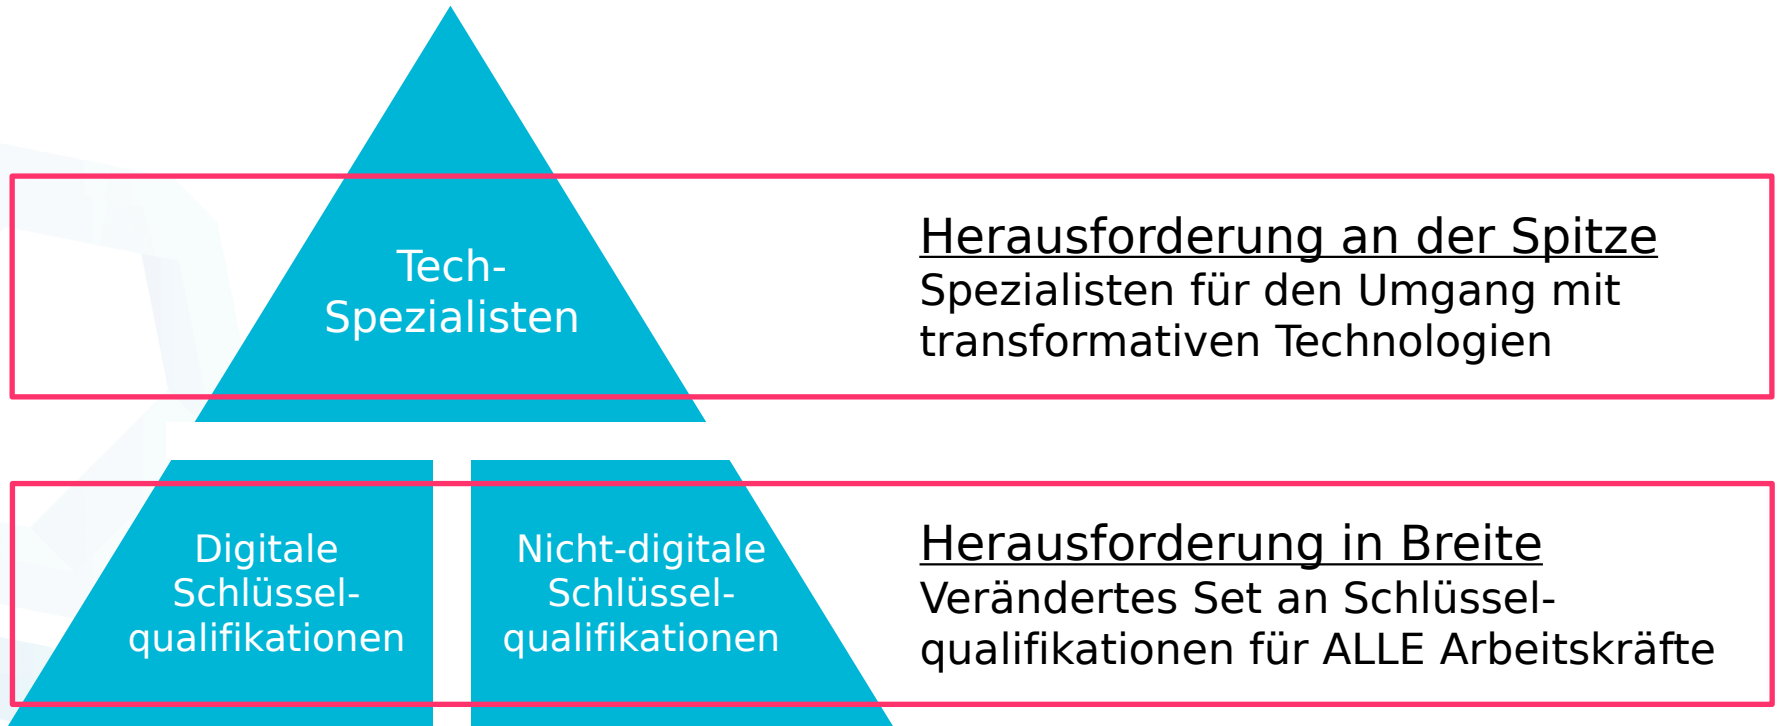 Tech-
Spezialisten
Herausforderung an der Spitze
Spezialisten für den Umgang mit
transformativen Technologien
Digitale
Schlüssel-
qualifikationen
Nicht-digitale
Schlüssel-
qualifikationen
Herausforderung in Breite
Verändertes Set an Schlüssel-
qualifikationen für ALLE Arbeitskräfte